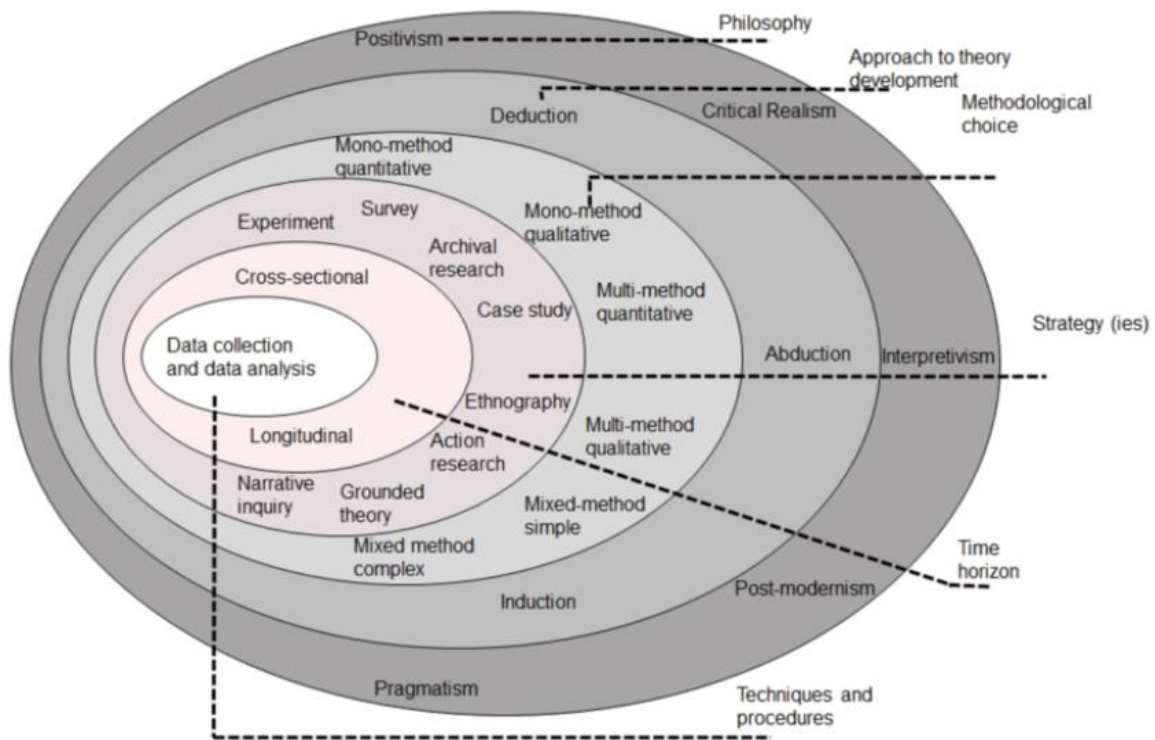 Philosophy
Positivism
Approach to theory
development
Critical Realism
Methodological
choice
Deduction
Mono-method
quantitative
Survey
Experiment
Mono-method
qualitative
Archival
research
Cross-sectional
Case study
Multi-method
quantitative
Strategy (ies)
Data collection
and data analysis
Abduction
Interpretivism
Ethnography
Longitudinal
Action
research
Multi-method
qualitative
Narrative
inquiry
Grounded
theory
Mixed-method
simple
Mixed method
complex
Time
horizon
Induction
Post-modernism
Pragmatism
Techniques and
procedures